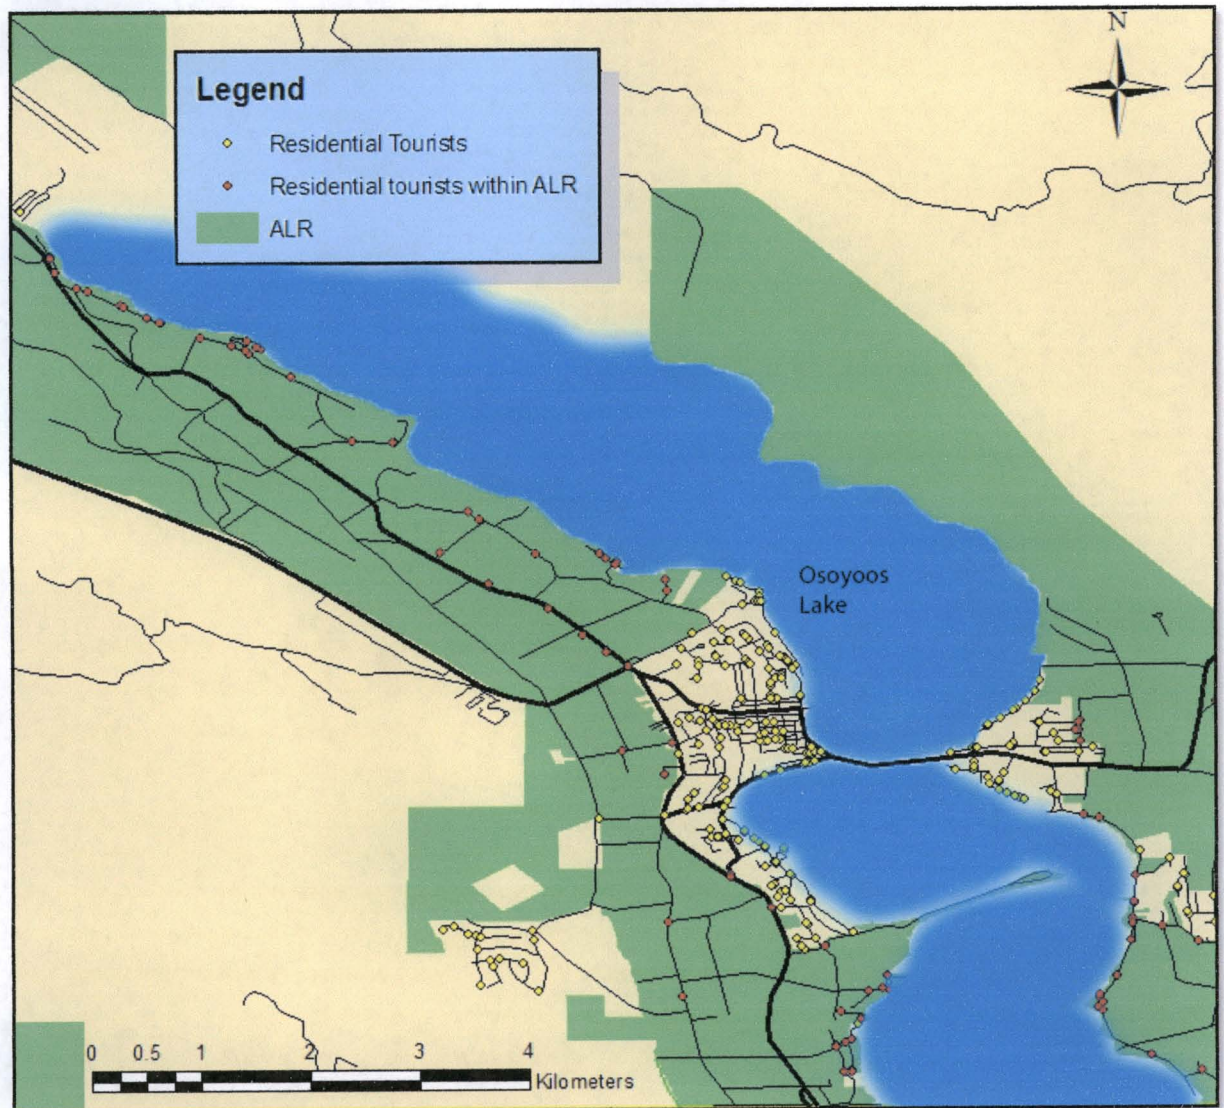 N
Legend
Residential Tourists
Residential tourists within ALR
ALR
Osoyoos
Lake
0 0.5 1 2 3 4
Kilometers